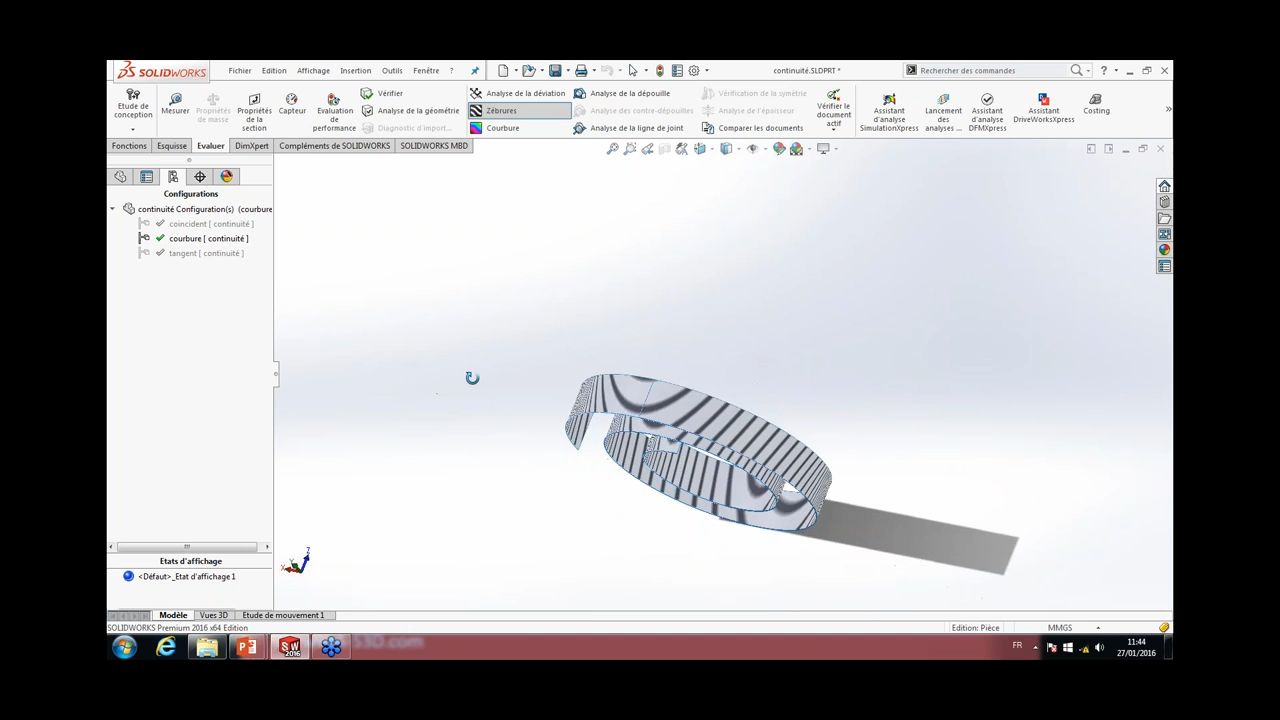 SOLIDWORKS Fichier Edition Affichage Insertion Outils Fenêtre ? continuité.SLDPRT * Rechercher des commandes ?
Etude de conception
Mesurer
Propriétés de masse
Propriétés de la section
Capteur
Evaluation de performance
Vérifier
Analyse de la géométrie
Diagnostic d'import...
Analyse de la déviation
Zébrures
Courbure
Analyse de la dépouille
Analyse des contre-dépouilles
Analyse de la ligne de joint
Vérification de la symétrie
Analyse de l'épaisseur
Comparer les documents
Vérifier le document actif
Assistant d'analyse SimulationXpress
Lancement des analyses ...
Assistant d'analyse DFMXpress
Assistant DriveWorksXpress
Costing
»
Fonctions Esquisse Evaluer DimXpert Compléments de SOLIDWORKS SOLIDWORKS MBD
Configurations
continuité Configuration(s) (courbure
coincident [ continuité ]
courbure [ continuité ]
tangent [ continuité ]
Etats d'affichage
<Défaut>_Etat d'affichage 1
Z
X
Modèle Vues 3D Etude de mouvement 1
SOLIDWORKS Premium 2016 x64 Edition Edition: Pièce MMGS
SW 2016
3D.com
FR
11:44
27/01/2016